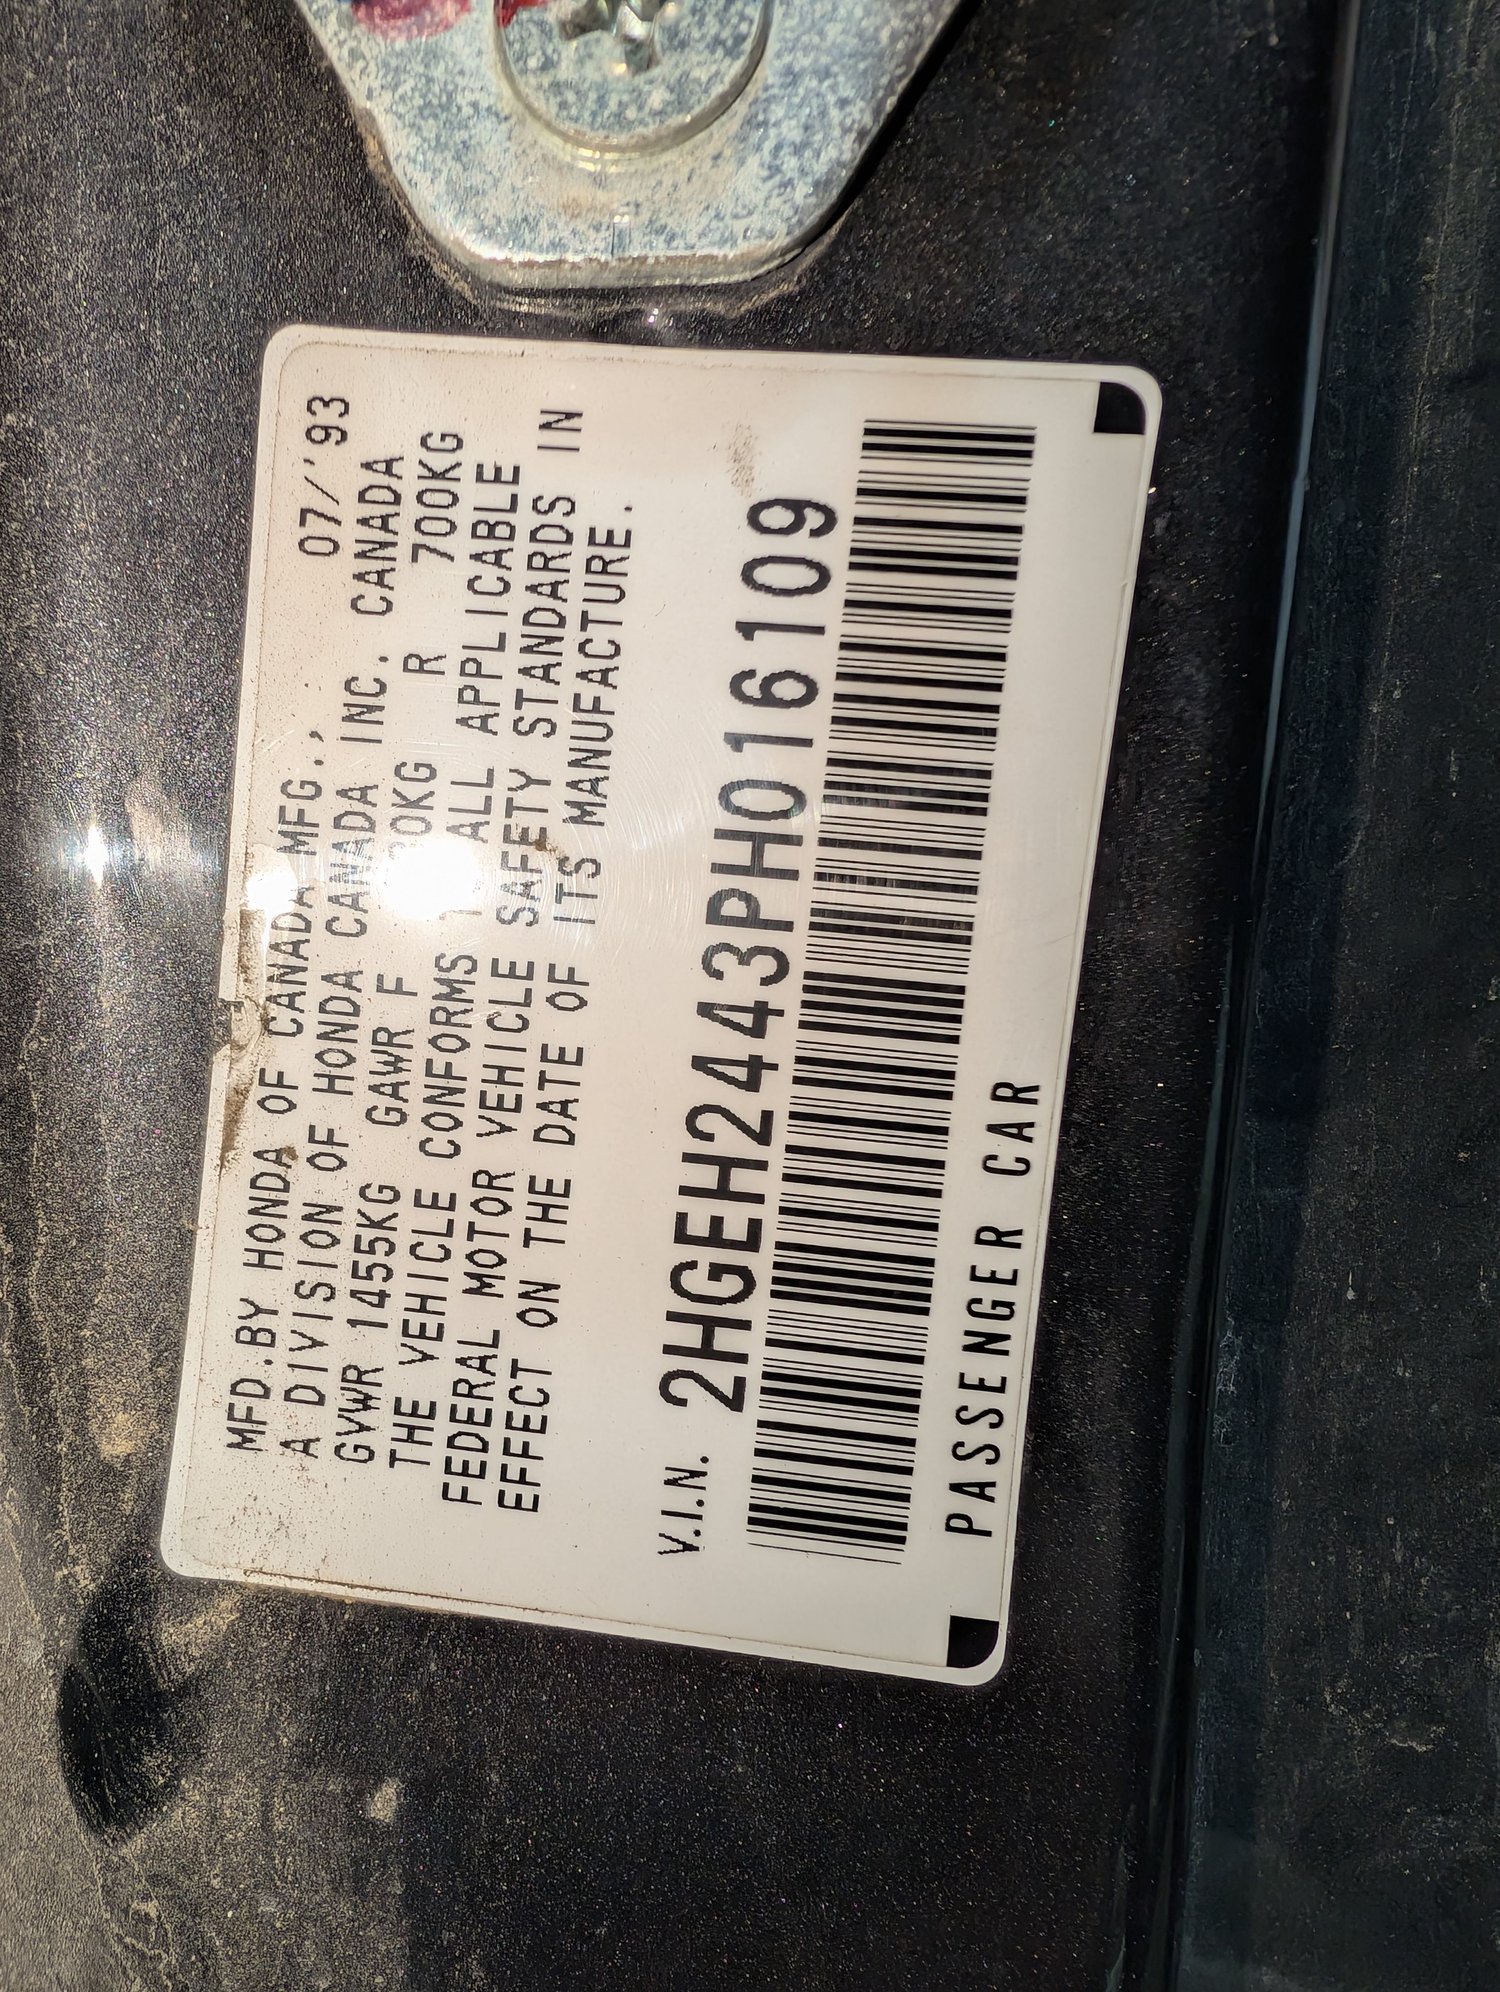 MFD.BY HONDA OF CANADA MFG., 07/'93
A DIVISION OF HONDA CANADA INC. CANADA
GVWR 1455KG GAWR F R 700KG
THE VEHICLE CONFORMS ALL APPLICABLE
FEDERAL MOTOR VEHICLE SAFETY STANDARDS IN
EFFECT ON THE DATE OF ITS MANUFACTURE.
V.I.N. 2HGEH2443PH016109
PASSENGER CAR